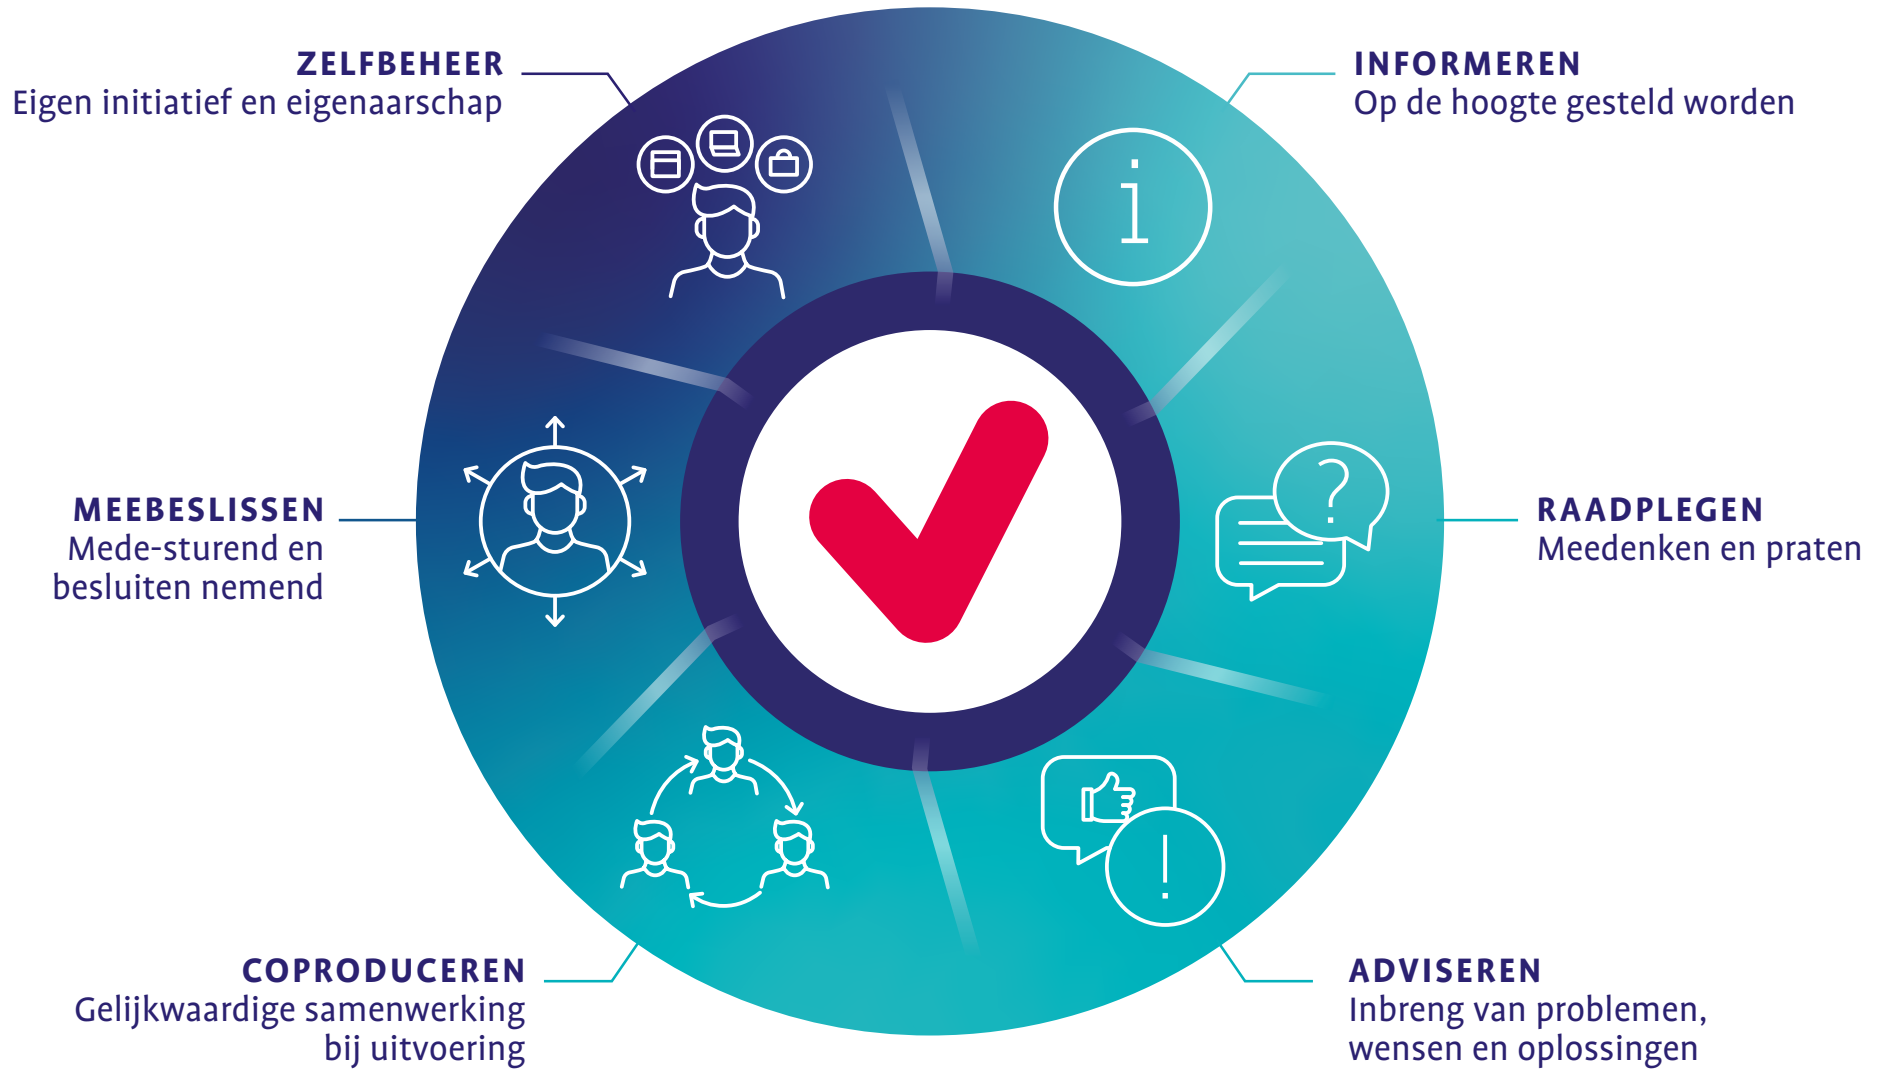 ZELFBEHEER
Eigen initiatief en eigenaarschap
INFORMEREN
Op de hoogte gesteld worden
i
MEEBESLISSEN
Mede-sturend en
besluiten nemend
?
RAADPLEGEN
Meedenken en praten
!
COPRODUCEREN
Gelijkwaardige samenwerking
bij uitvoering
ADVISEREN
Inbreng van problemen,
wensen en oplossingen